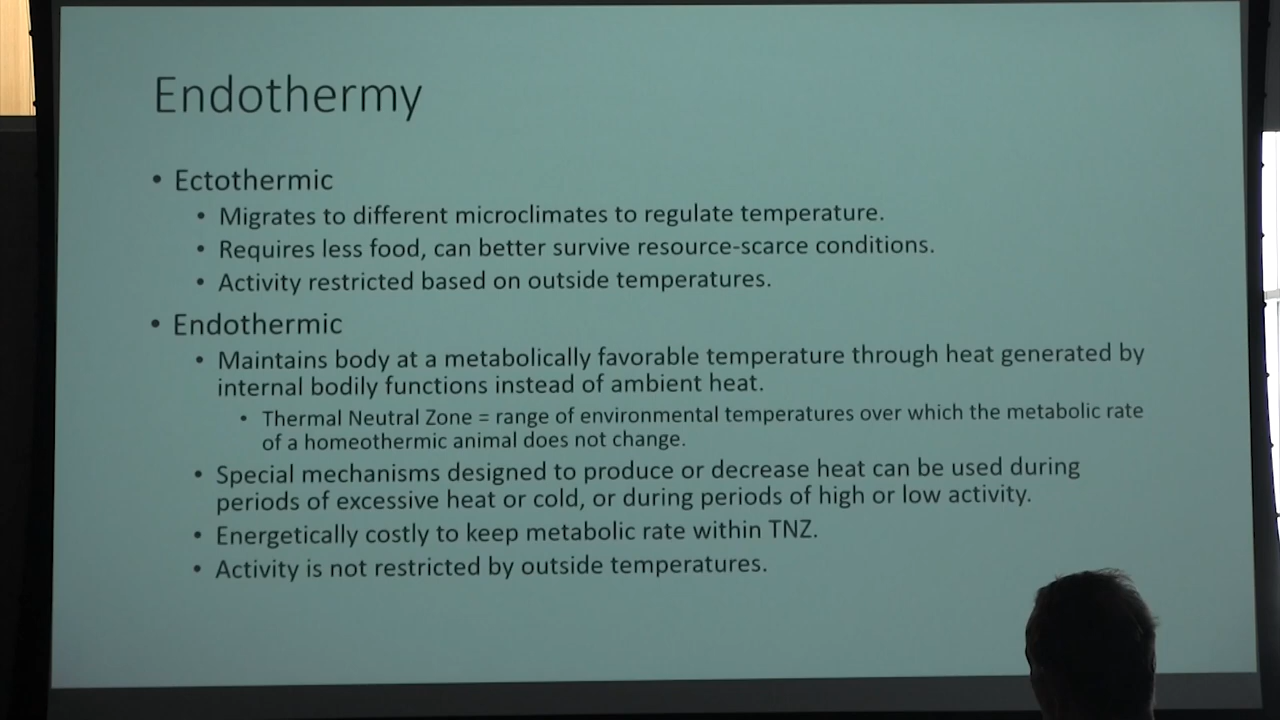 Endothermy
• Ectothermic
• Migrates to different microclimates to regulate temperature.
• Requires less food, can better survive resource-scarce conditions.
• Activity restricted based on outside temperatures.
• Endothermic
• Maintains body at a metabolically favorable temperature through heat generated by
internal bodily functions instead of ambient heat.
• Thermal Neutral Zone = range of environmental temperatures over which the metabolic rate
of a homeothermic animal does not change.
• Special mechanisms designed to produce or decrease heat can be used during
periods of excessive heat or cold, or during periods of high or low activity.
• Energetically costly to keep metabolic rate within TNZ.
• Activity is not restricted by outside temperatures.